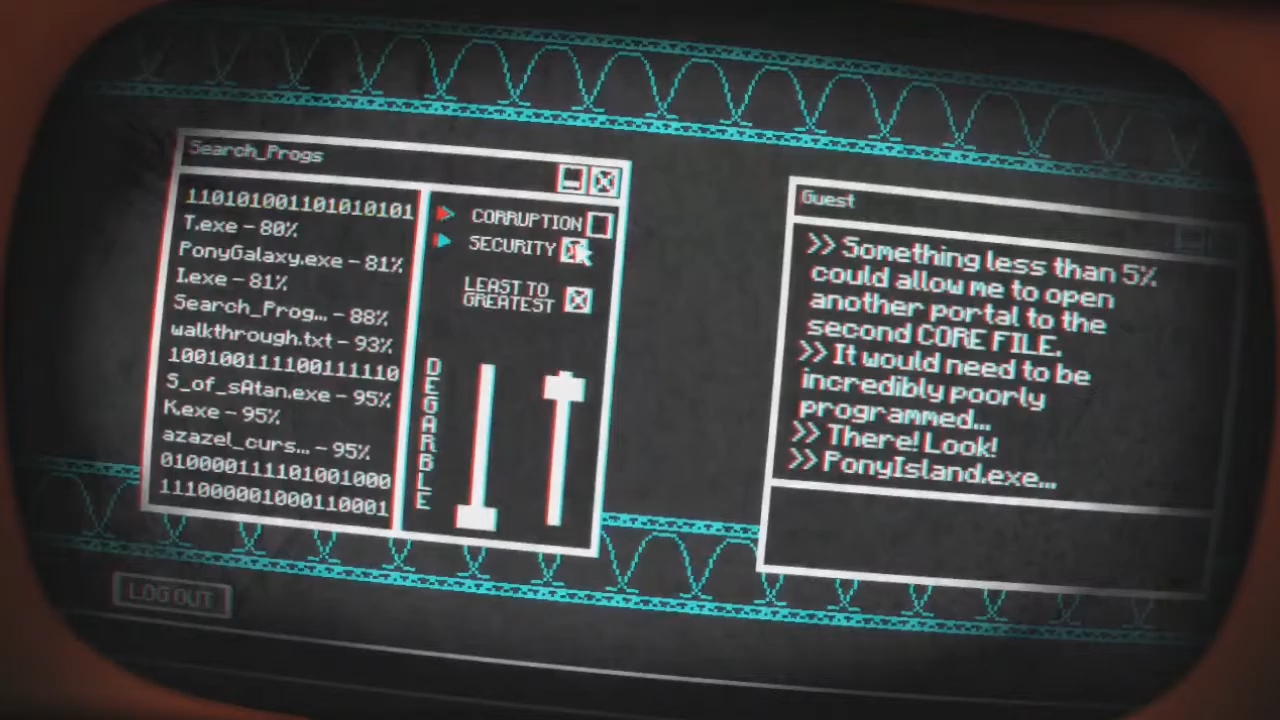 Search_Progs
110101001101010101
T.exe - 80%
PonyGalaxy.exe - 81%
I.exe - 81%
Search_Prog... - 88%
walkthrough.txt - 93%
100100111100111110
S_of_sAtan.exe - 95%
K.exe - 95%
azazel_curs... - 95%
010000111101001000
111000001000110001
CORRUPTION
SECURITY
LEAST TO
GREATEST
DEGARBLE
LOG OUT
Guest
>> Something less than 5%
could allow me to open
another portal to the
second CORE FILE.
>> It would need to be
incredibly poorly
programmed...
>> There! Look!
>> PonyIsland.exe...